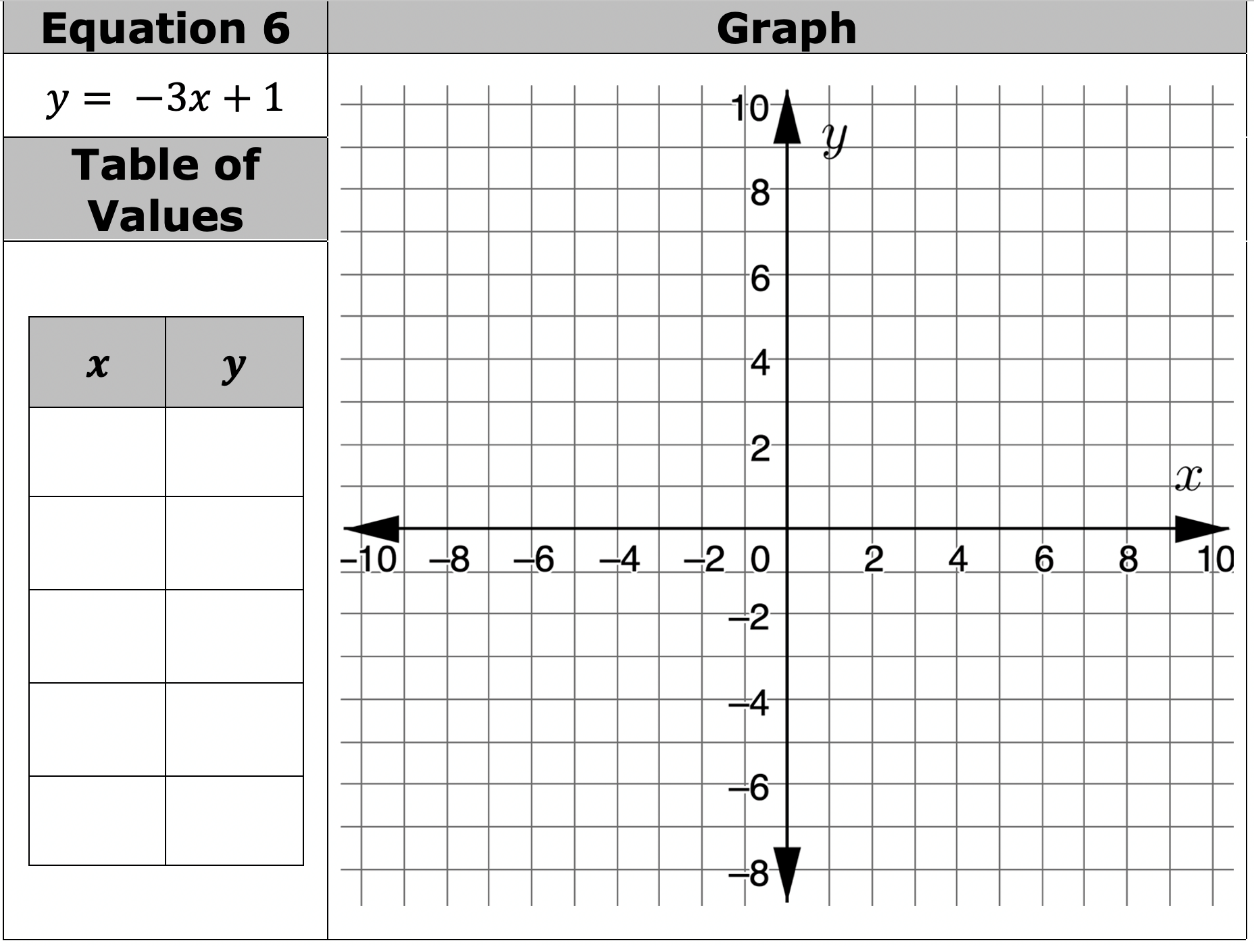 Equation 6
Graph
y = −3x + 1
Table of
Values
x y
10
y
8
6
4
2
x
−10 −8 −6 −4 −2 0 2 4 6 8 10
−2
−4
−6
−8